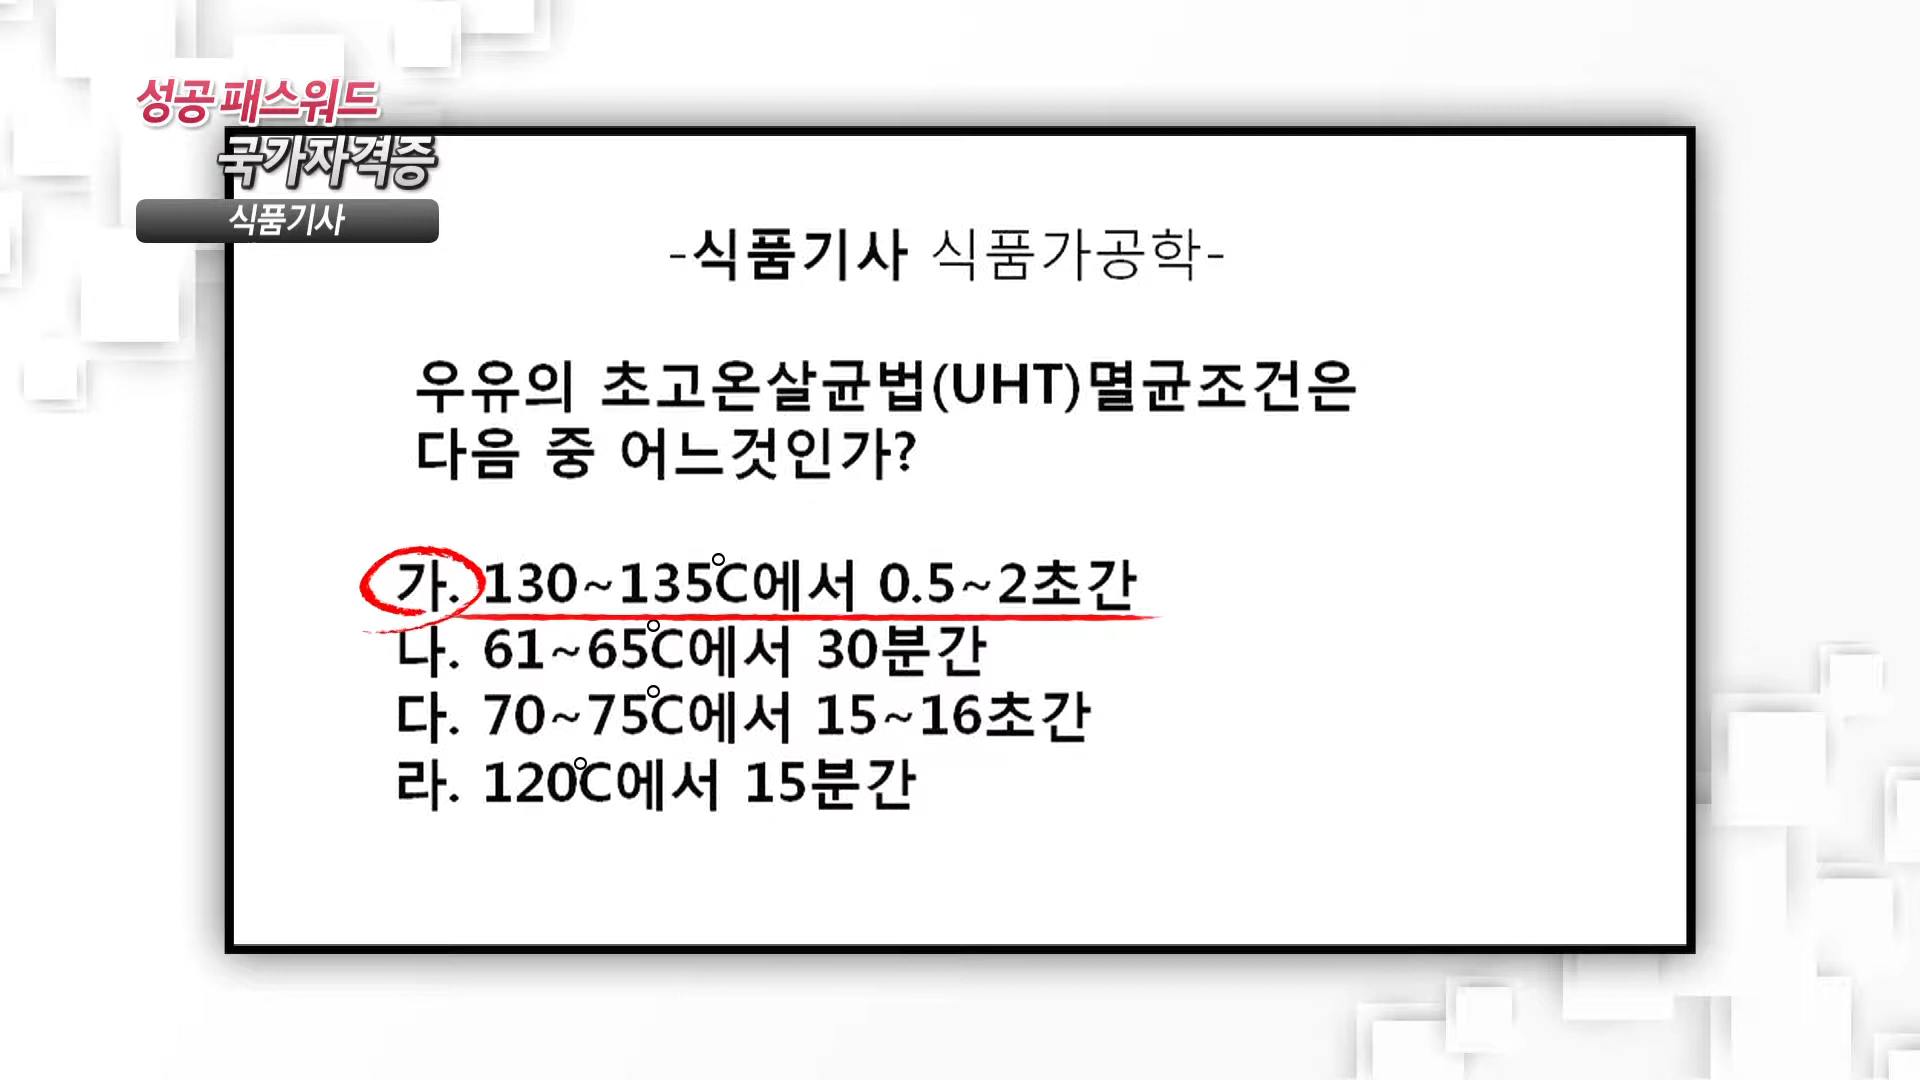 성공 패스워드
국가자격증
식품기사
-식품기사 식품가공학-
우유의 초고온살균법(UHT)멸균조건은
다음 중 어느것인가?
가. 130~135℃에서 0.5~2초간
나. 61~65℃에서 30분간
다. 70~75℃에서 15~16초간
라. 120℃에서 15분간